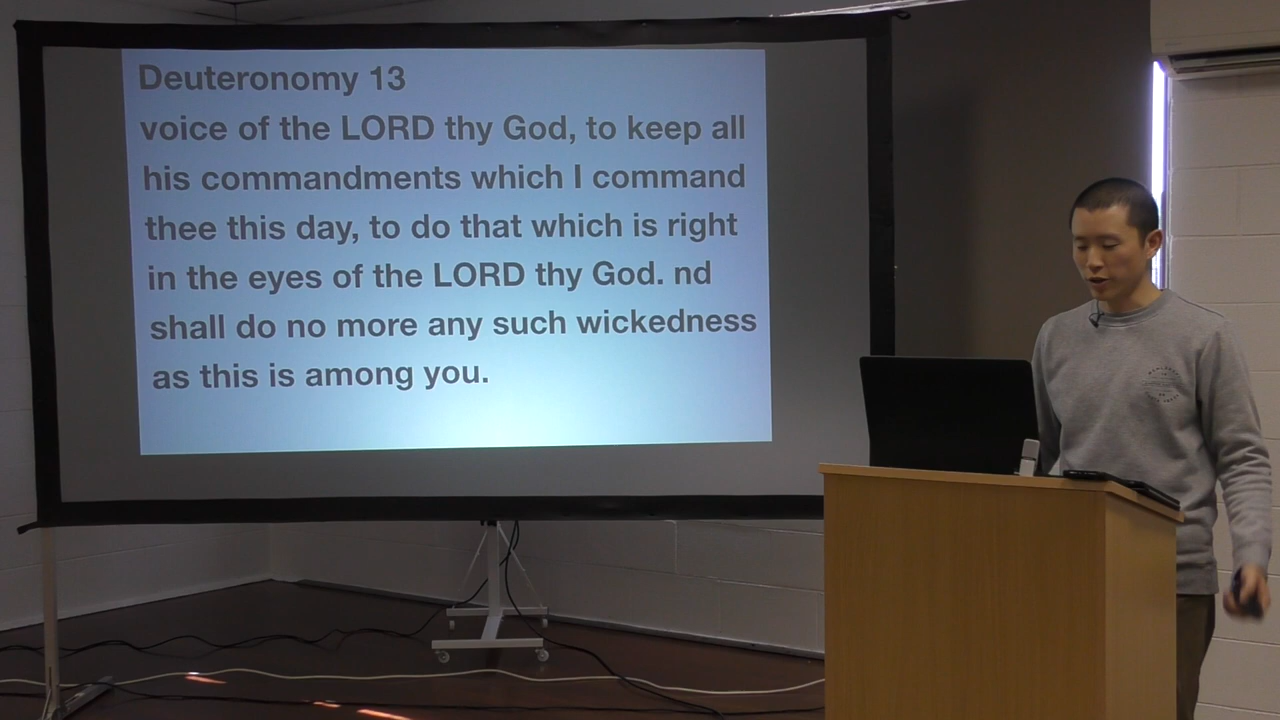 Deuteronomy 13
voice of the LORD thy God, to keep all
his commandments which I command
thee this day, to do that which is right
in the eyes of the LORD thy God. nd
shall do no more any such wickedness
as this is among you.